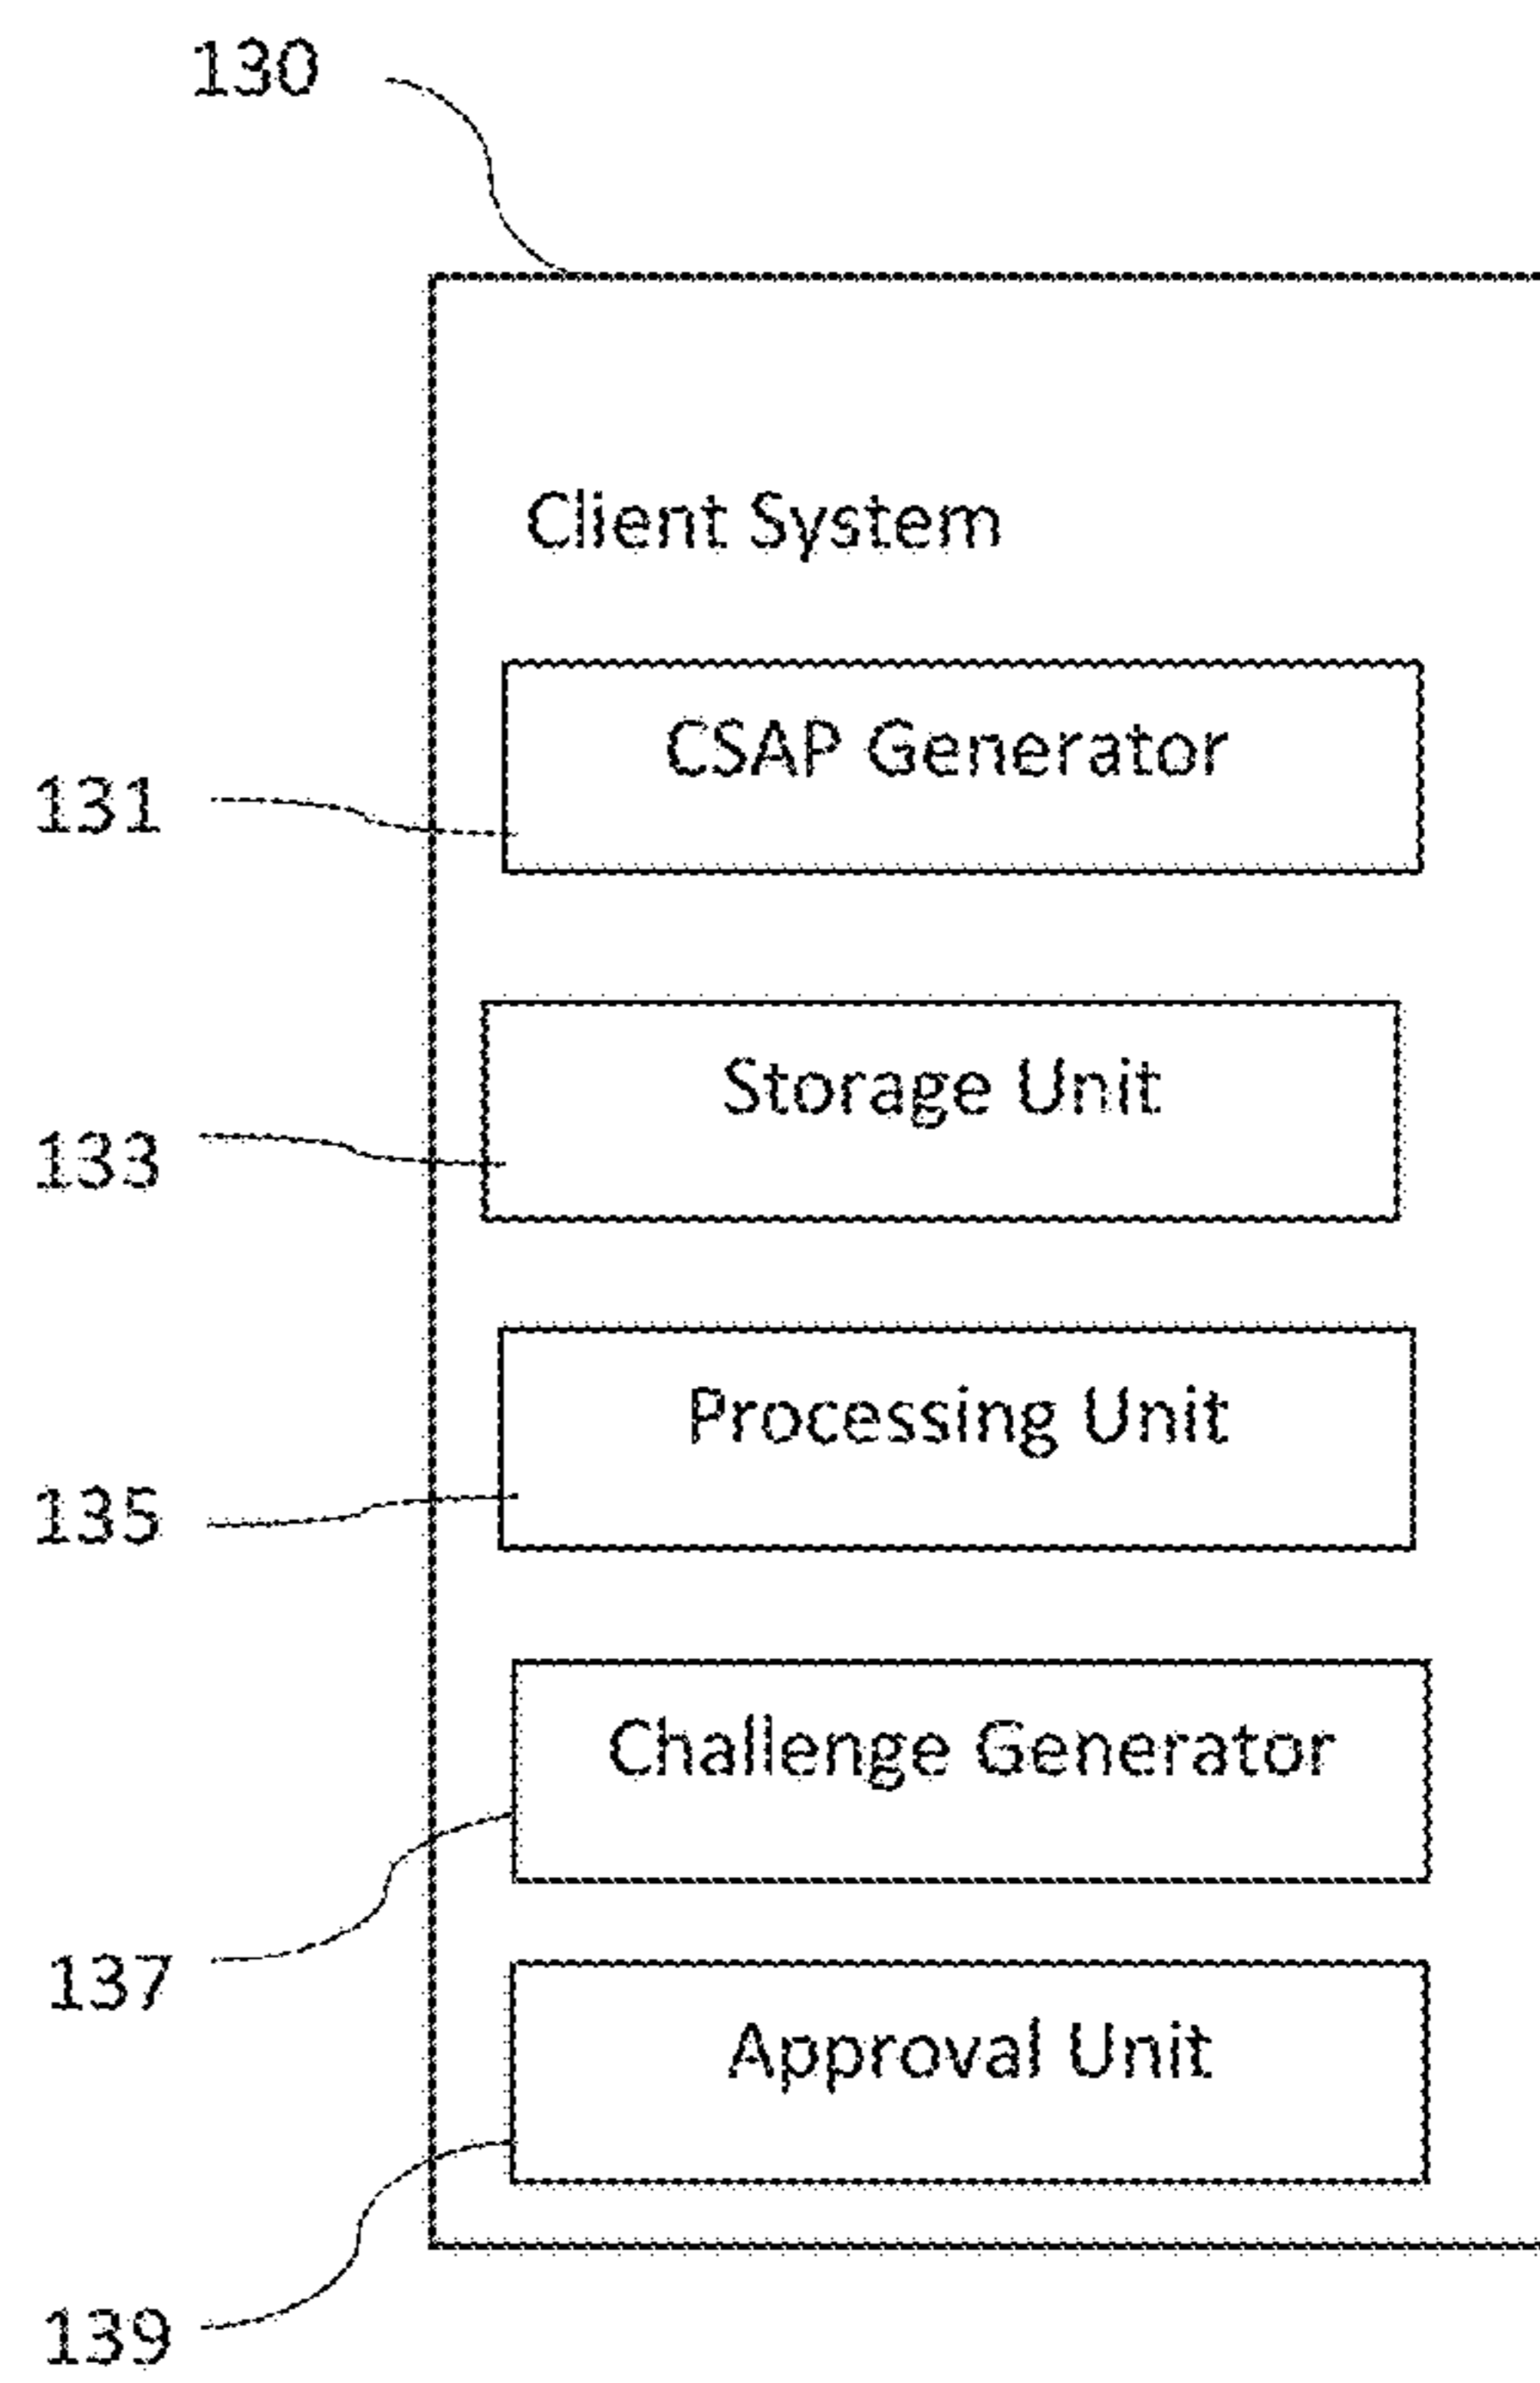 130
Client System
CSAP Generator
131
Storage Unit
133
Processing Unit
135
Challenge Generator
137
Approval Unit
139